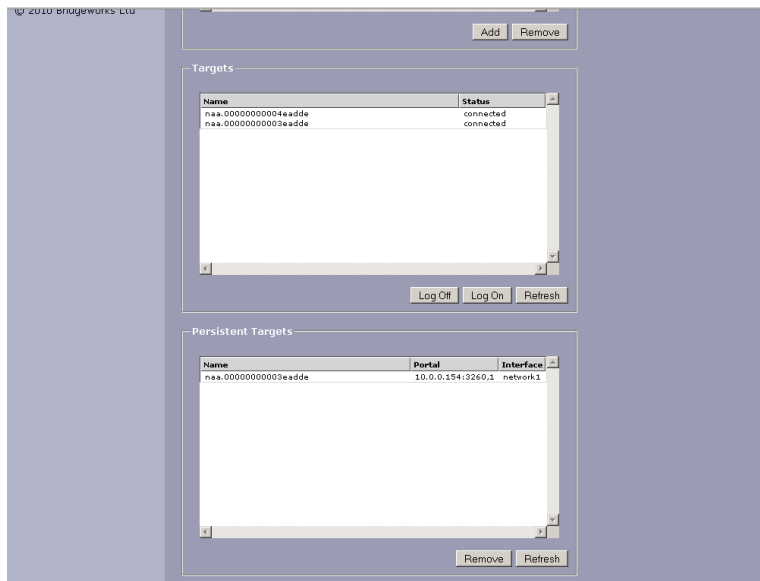 © 2010 Bridgeworks Ltd
Add Remove
Targets
Name Status
naa.00000000004eadde connected
naa.00000000003eadde connected
Log Off Log On Refresh
Persistent Targets
Name Portal Interface
naa.00000000003eadde 10.0.0.154:3260,1 network1
Remove Refresh